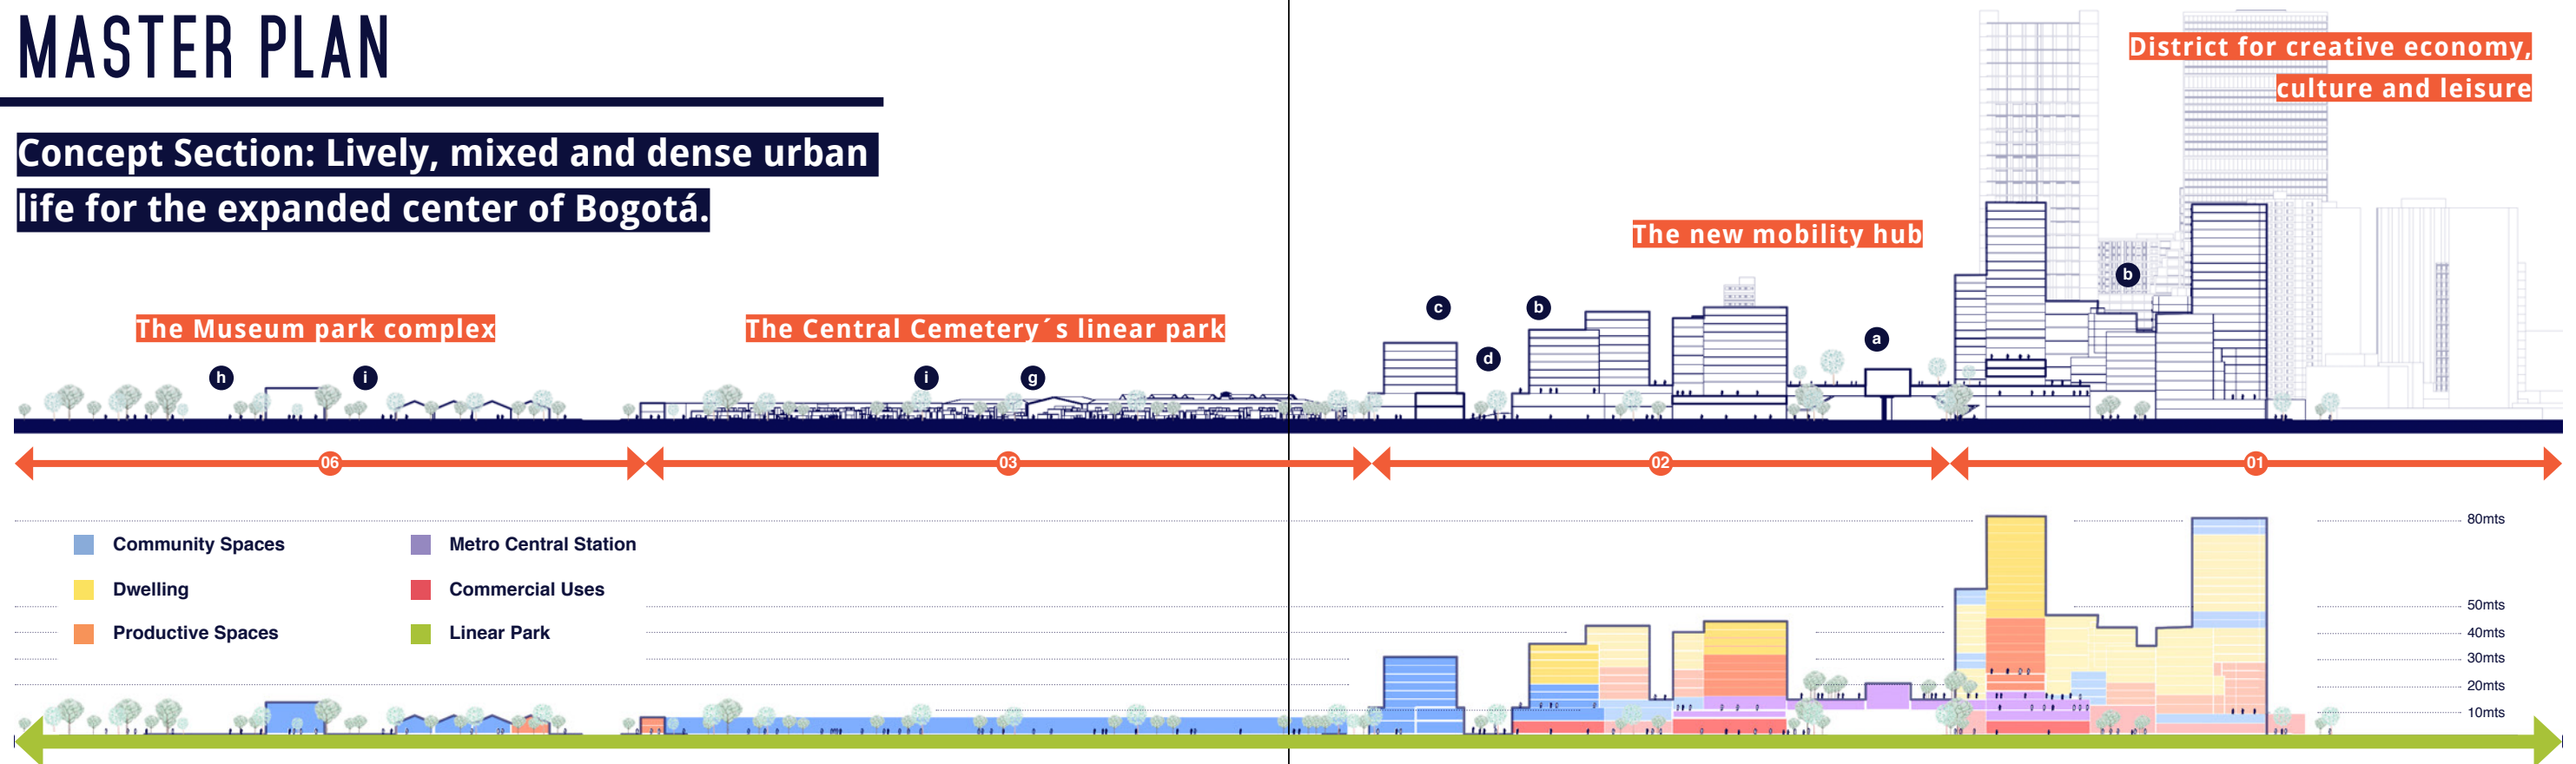 MASTER PLAN
Concept Section: Lively, mixed and dense urban
life for the expanded center of Bogotá.
District for creative economy,
culture and leisure
The new mobility hub
The Museum park complex
The Central Cemetery´s linear park
h
i
i
g
c
d
b
a
b
06
03
02
01
Community Spaces
Dwelling
Productive Spaces
Metro Central Station
Commercial Uses
Linear Park
80mts
50mts
40mts
30mts
20mts
10mts